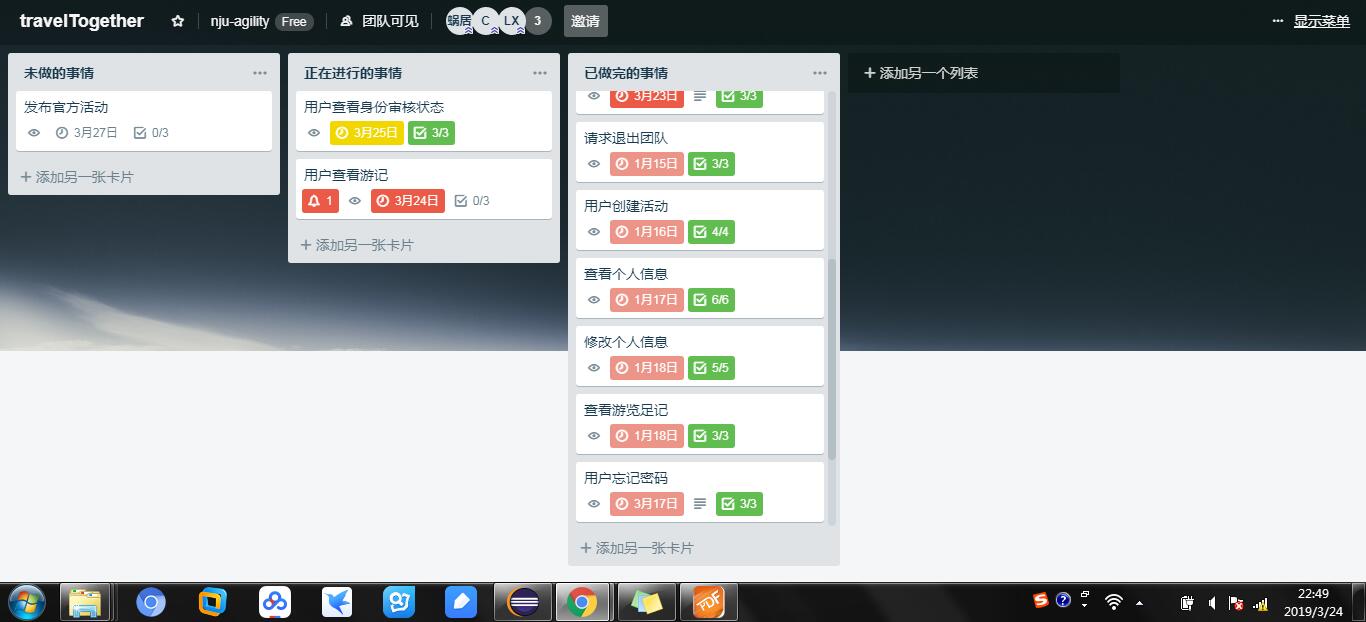 travelTogether
nju-agility Free
团队可见
蜗居 C LX 3
邀请
显示菜单
未做的事情
发布官方活动
3月27日 0/3
添加另一张卡片
正在进行的事情
用户查看身份审核状态
3月25日 3/3
用户查看游记
1 3月24日 0/3
添加另一张卡片
已做完的事情
3月23日 3/3
请求退出团队
1月15日 3/3
用户创建活动
1月16日 4/4
查看个人信息
1月17日 6/6
修改个人信息
1月18日 5/5
查看游览足记
1月18日 3/3
用户忘记密码
3月17日 3/3
添加另一张卡片
添加另一个列表
PDF
22:49
2019/3/24